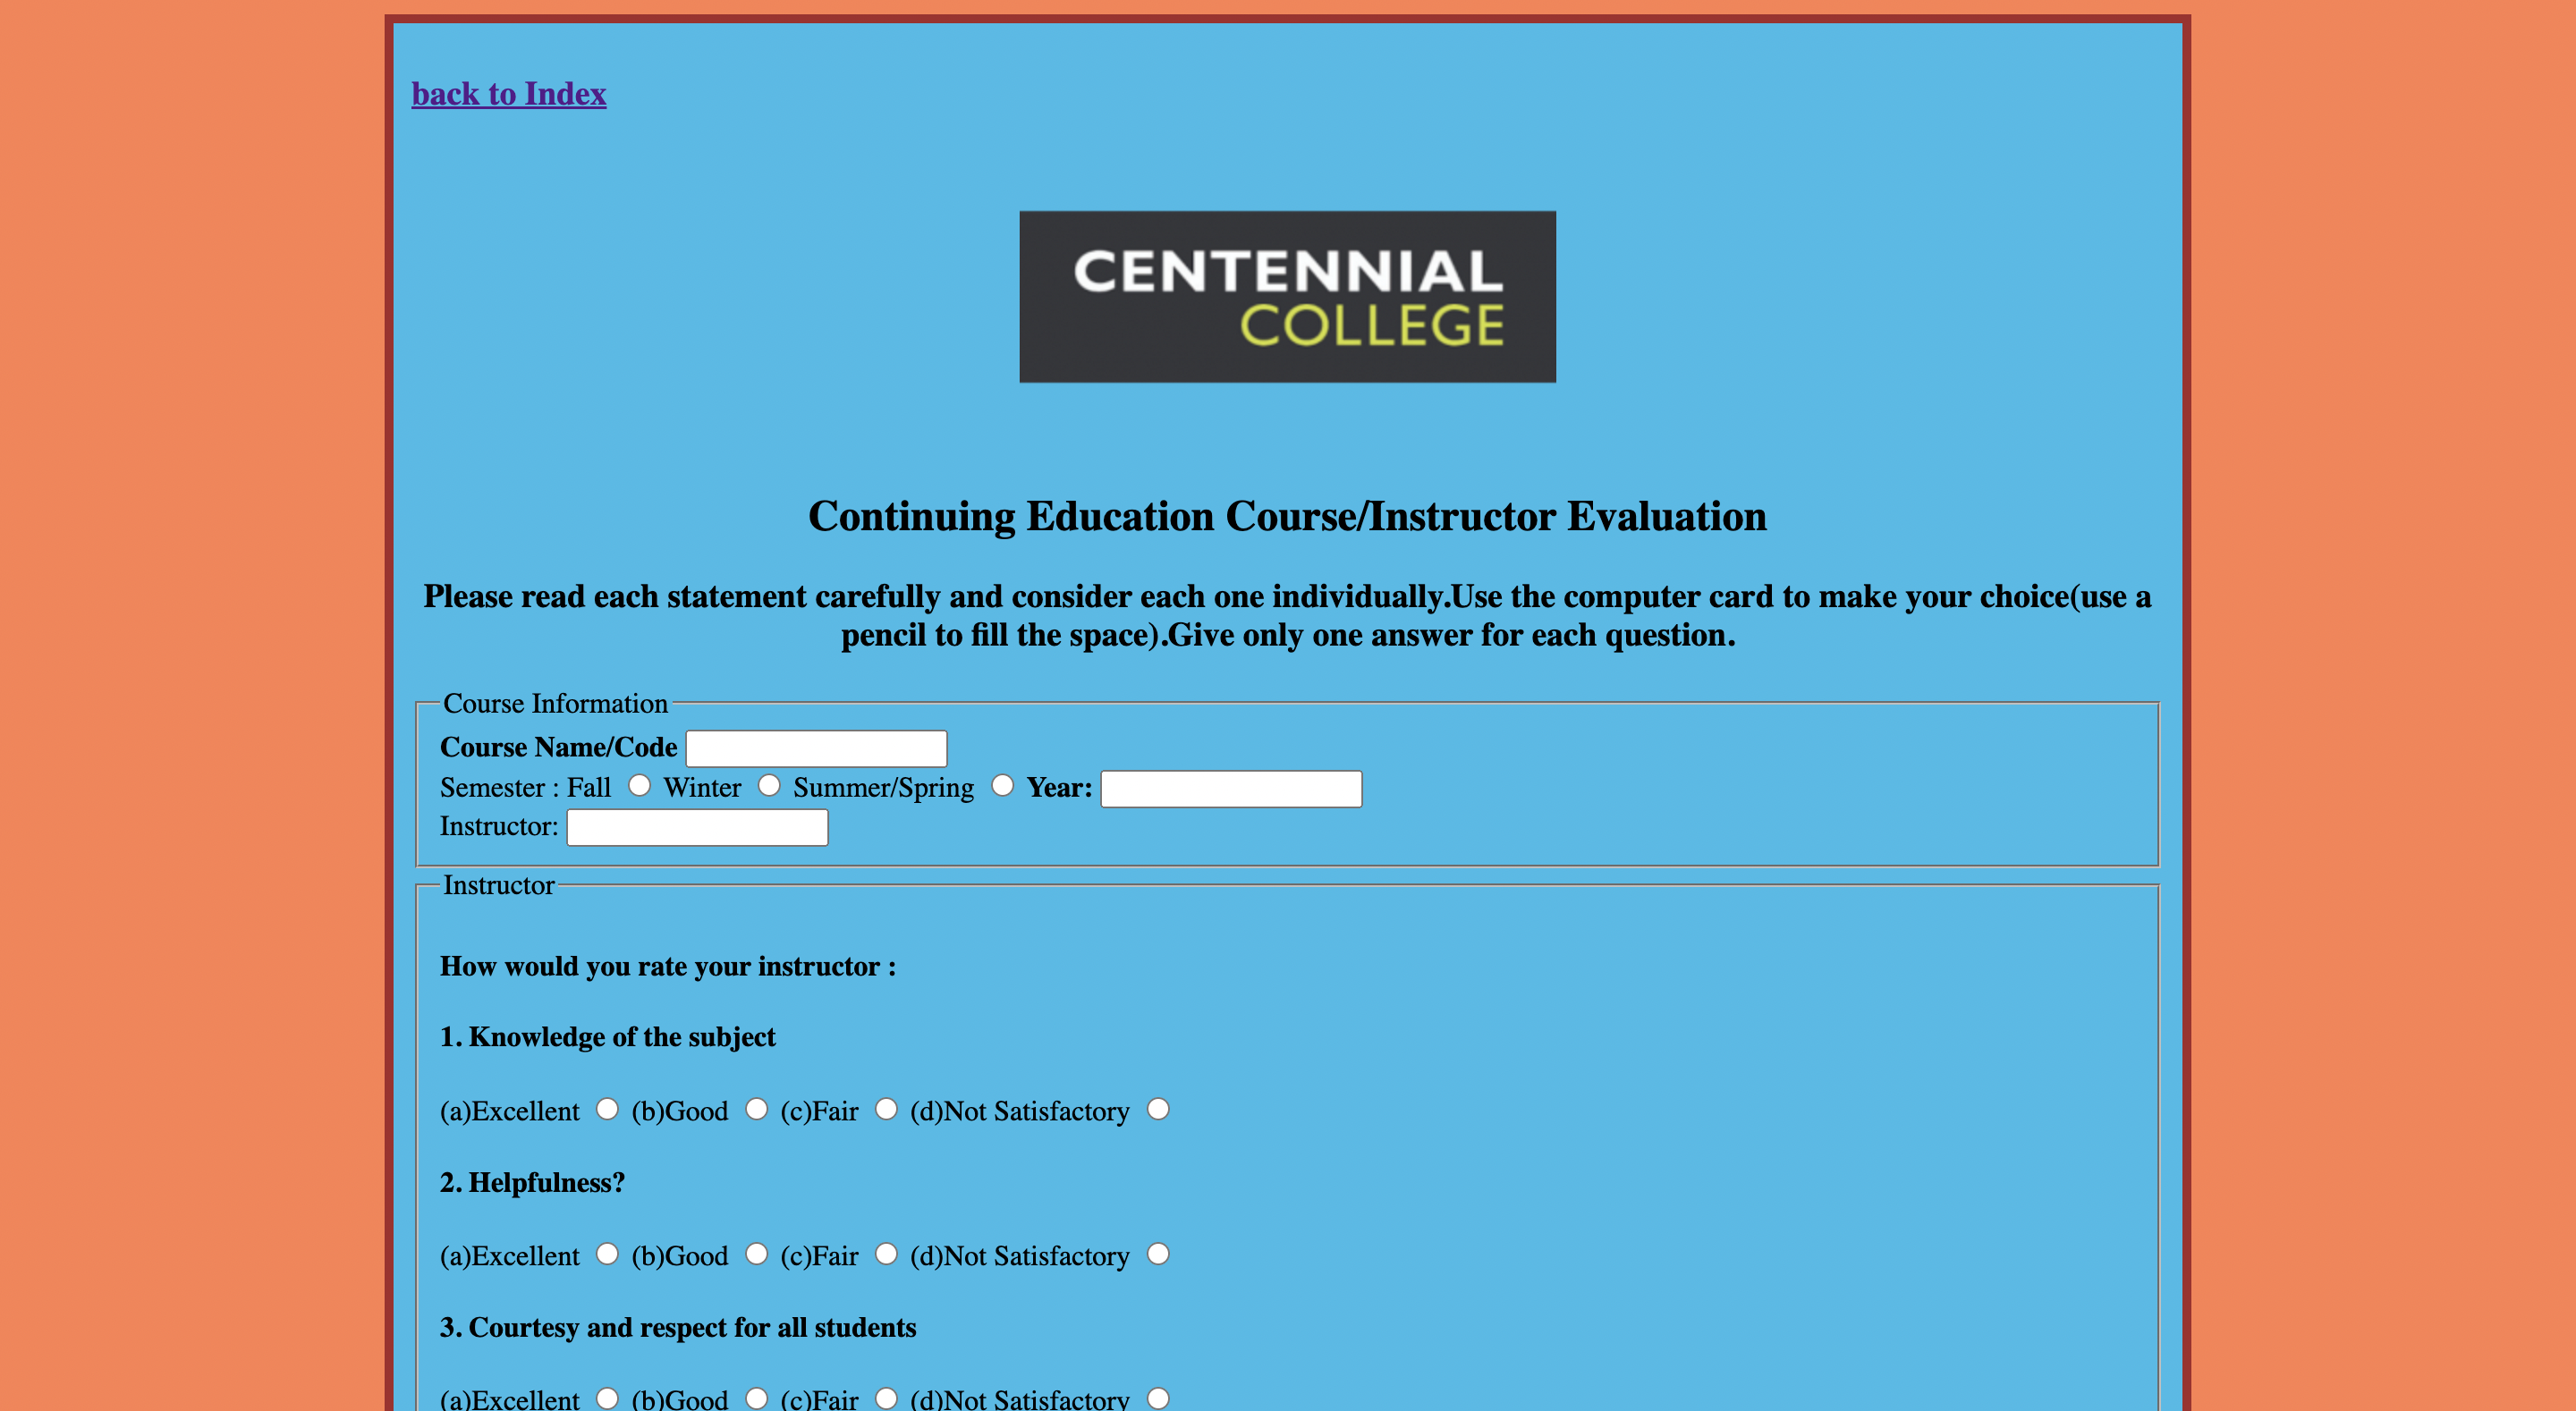 back to Index
CENTENNIAL
COLLEGE
Continuing Education Course/Instructor Evaluation
Please read each statement carefully and consider each one individually.Use the computer card to make your choice(use a
pencil to fill the space).Give only one answer for each question.
Course Information
Course Name/Code
Semester : Fall Winter Summer/Spring Year:
Instructor:
Instructor
How would you rate your instructor :
1. Knowledge of the subject
(a)Excellent (b)Good (c)Fair (d)Not Satisfactory
2. Helpfulness?
(a)Excellent (b)Good (c)Fair (d)Not Satisfactory
3. Courtesy and respect for all students
(a)Excellent (b)Good (c)Fair (d)Not Satisfactory